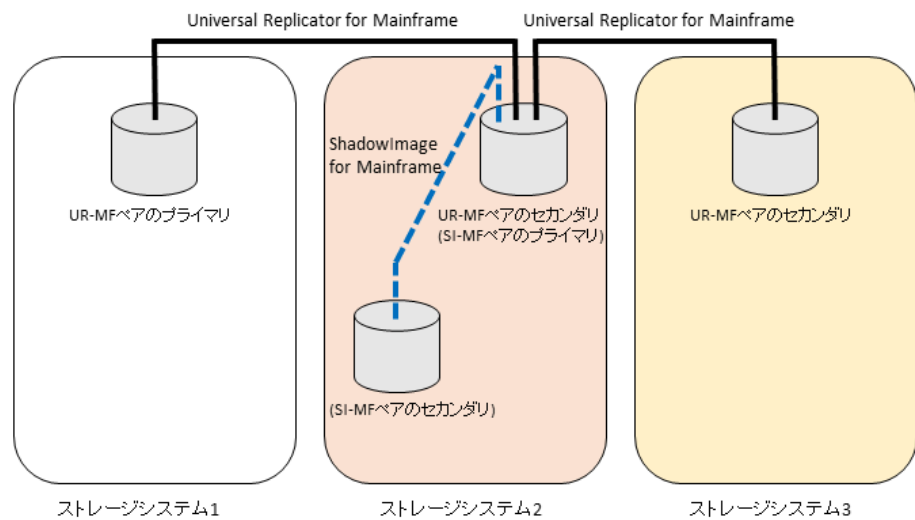 Universal Replicator for Mainframe
Universal Replicator for Mainframe
ShadowImage
for Mainframe
UR-MFペアのプライマリ
UR-MFペアのセカンダリ
(SI-MFペアのプライマリ)
UR-MFペアのセカンダリ
(SI-MFペアのセカンダリ)
ストレージシステム1
ストレージシステム2
ストレージシステム3